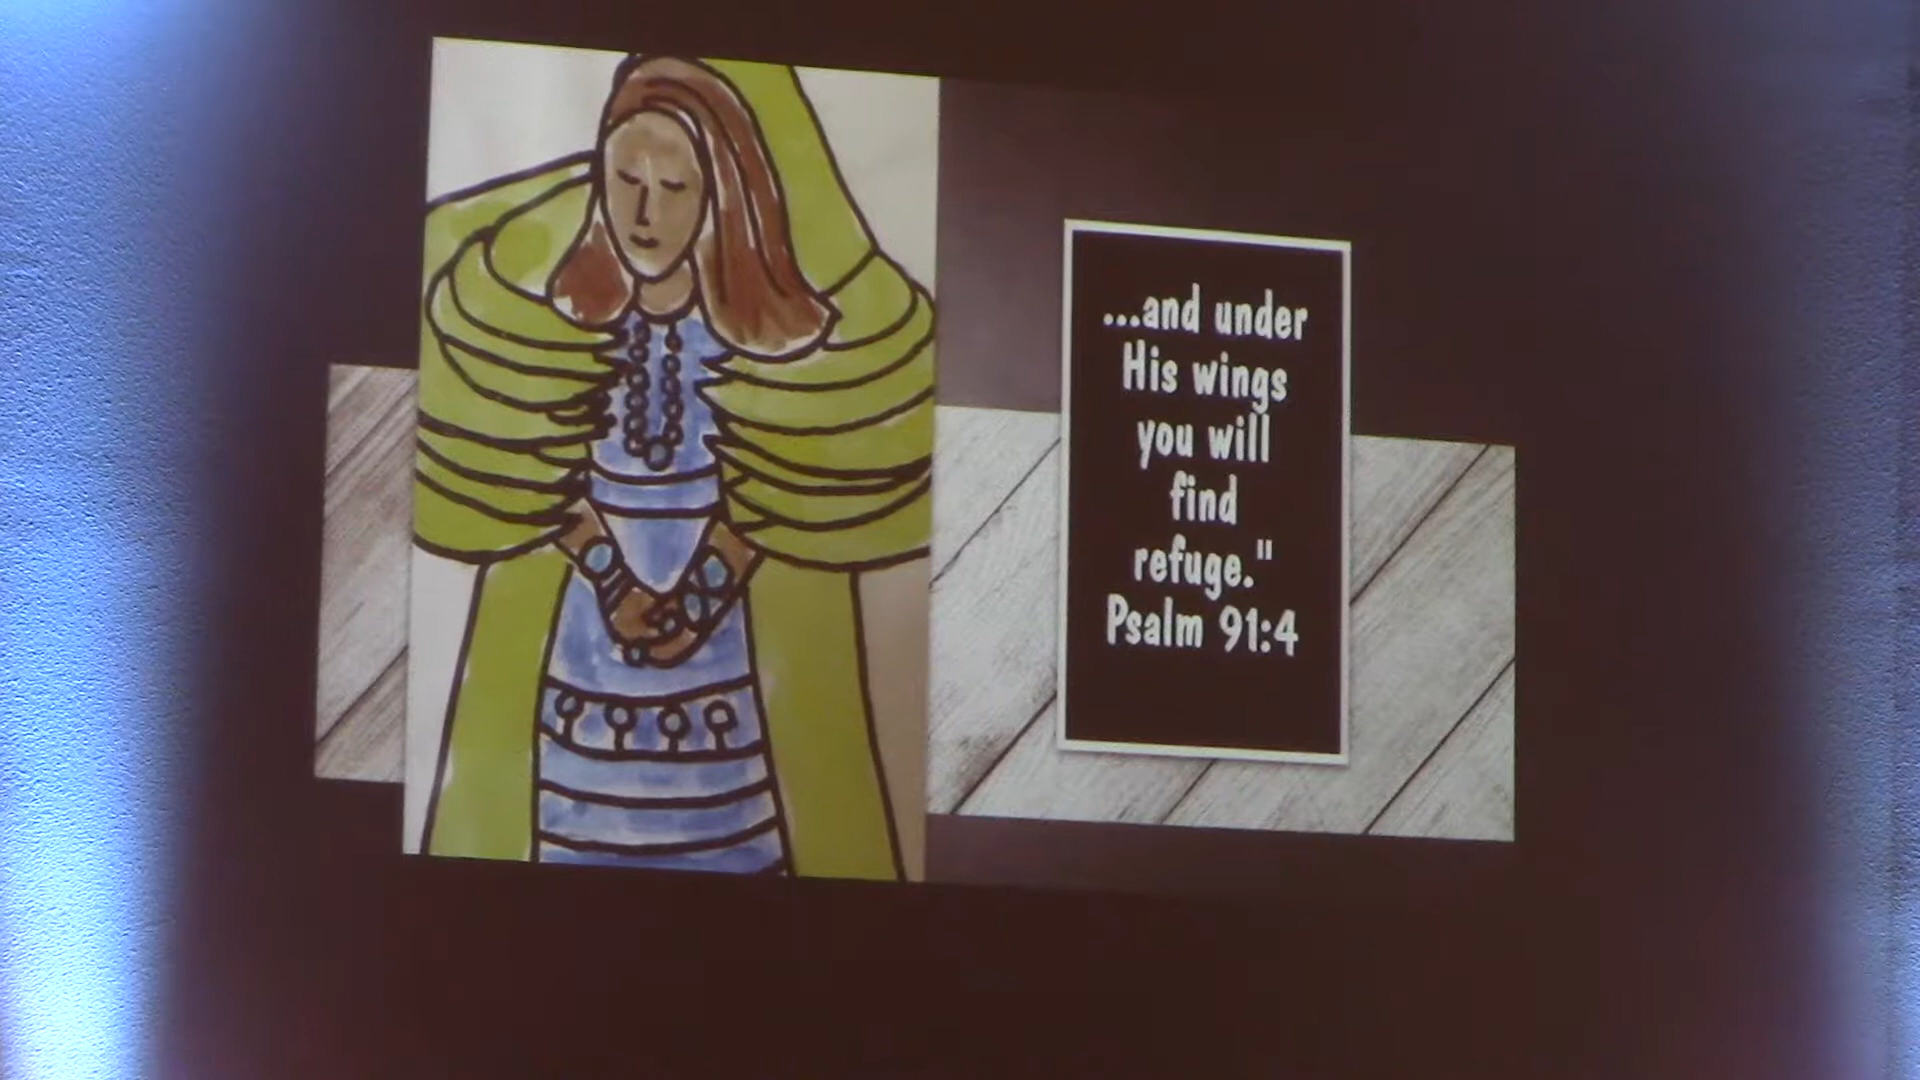 ...and under
His wings
you will
find
refuge."
Psalm 91:4